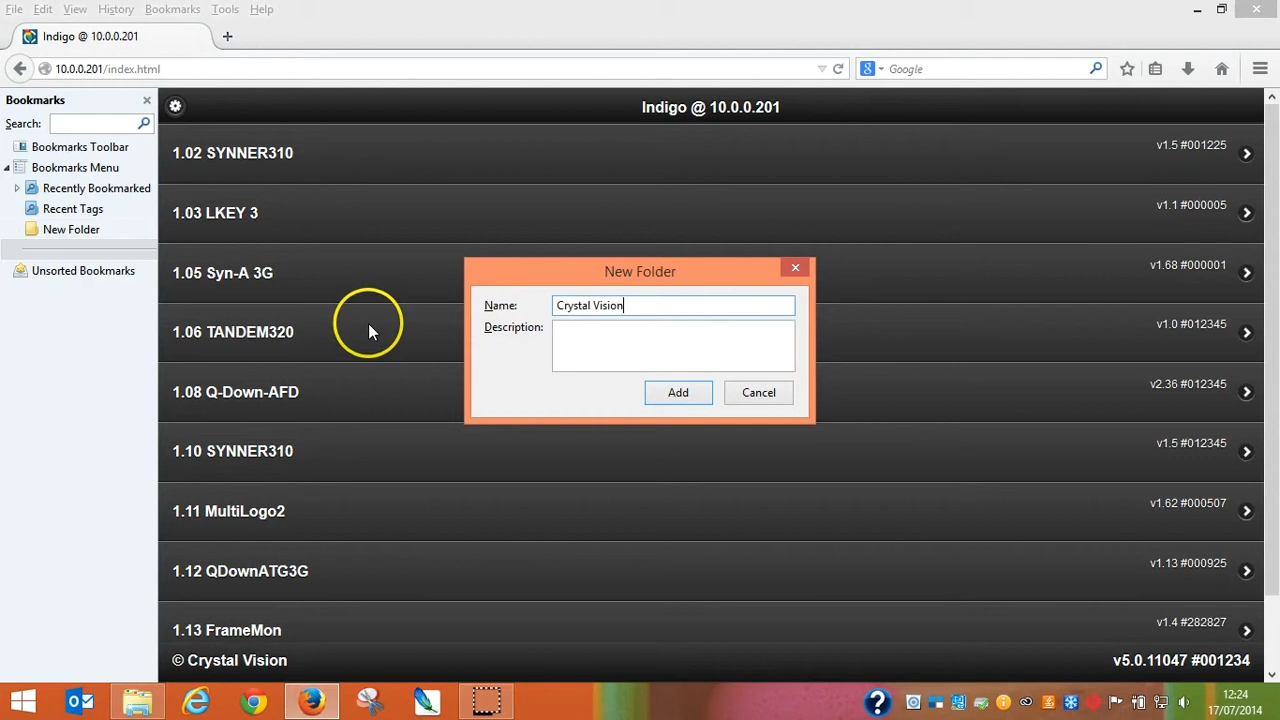 File Edit View History Bookmarks Tools Help
Indigo @ 10.0.0.201
10.0.0.201/index.html
Google
Bookmarks
Search:
Bookmarks Toolbar
Bookmarks Menu
Recently Bookmarked
Recent Tags
New Folder
Unsorted Bookmarks
Indigo @ 10.0.0.201
1.02 SYNNER310 v1.5 #001225
1.03 LKEY 3 v1.1 #000005
1.05 Syn-A 3G v1.68 #000001
1.06 TANDEM320 v1.0 #012345
1.08 Q-Down-AFD v2.36 #012345
1.10 SYNNER310 v1.5 #012345
1.11 MultiLogo2 v1.62 #000507
1.12 QDownATG3G v1.13 #000925
1.13 FrameMon v1.4 #282827
© Crystal Vision v5.0.11047 #001234
New Folder
Name: Crystal Vision
Description:
Add Cancel
12:24
17/07/2014